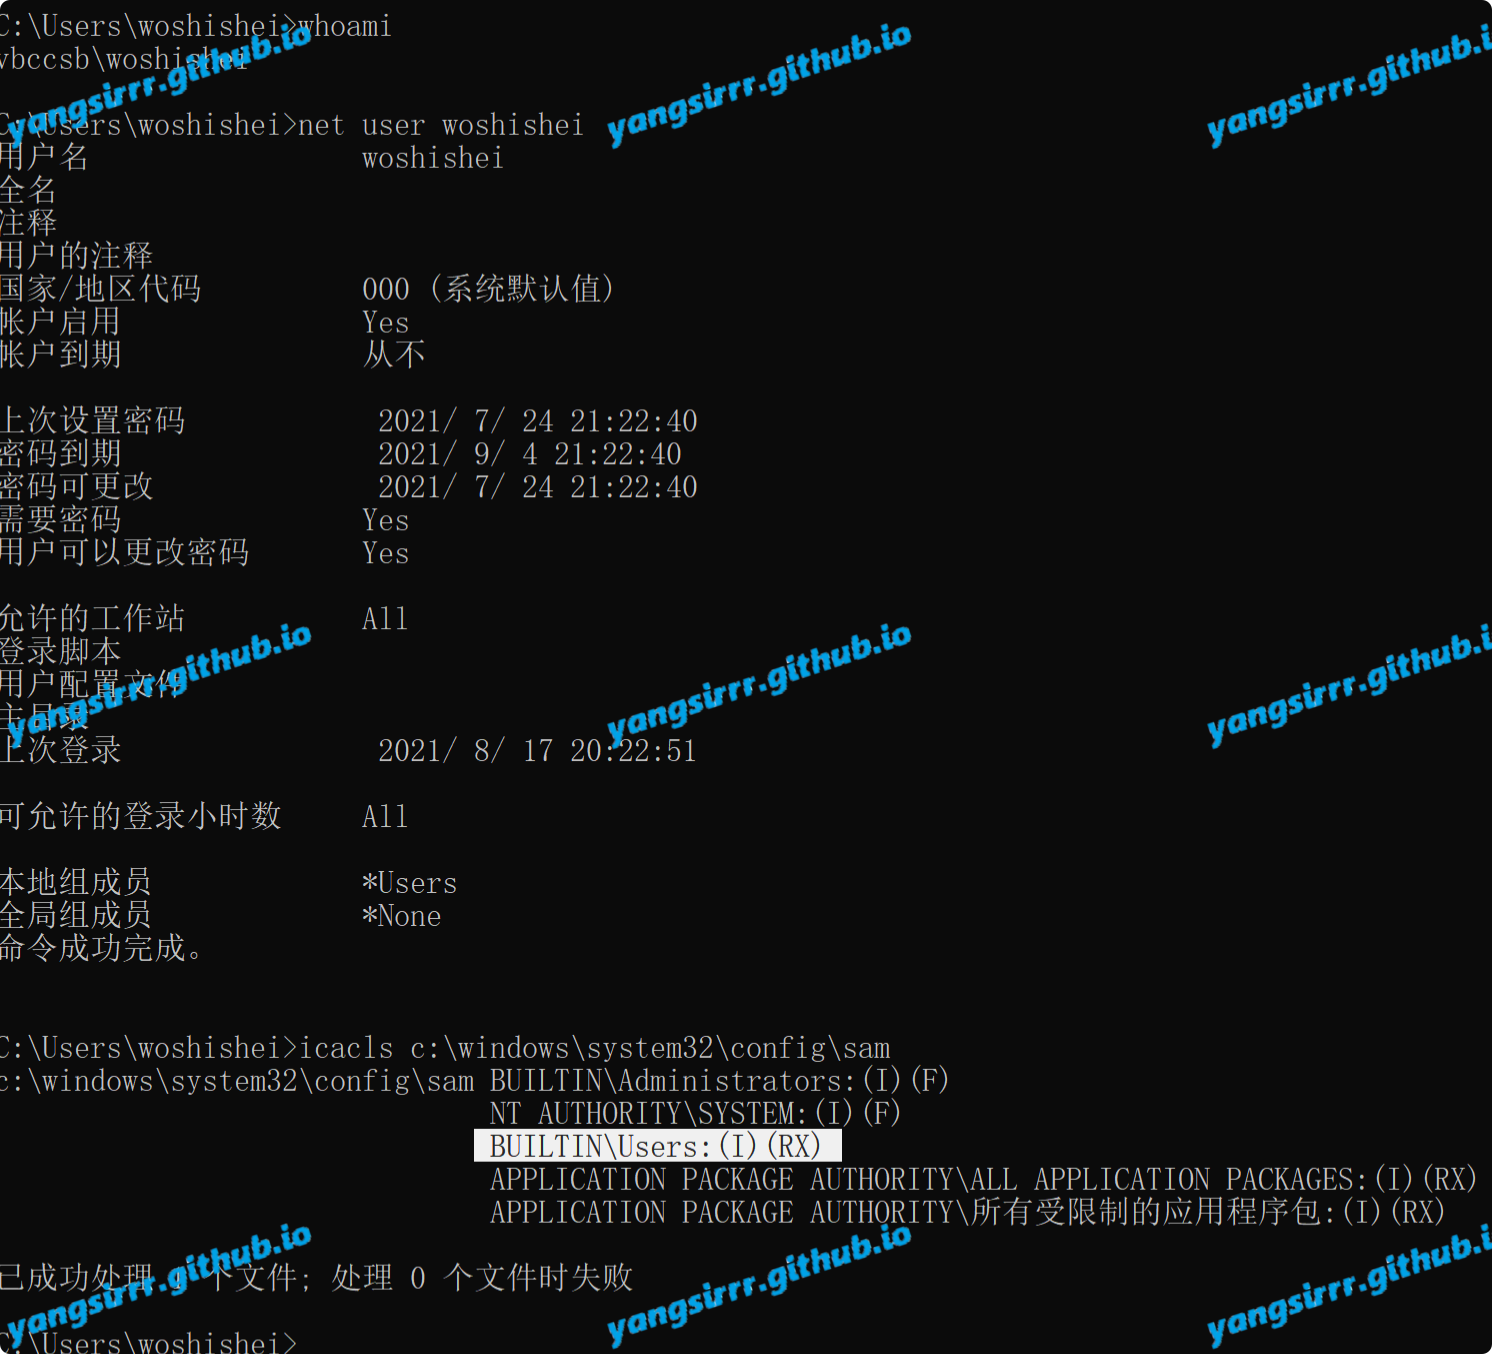 C:\Users\woshishei>whoami
vbccsb\woshishei
C:\Users\woshishei>net user woshishei
用户名 woshishei
全名
注释
用户的注释
国家/地区代码 000 (系统默认值)
帐户启用 Yes
帐户到期 从不
上次设置密码 2021/ 7/ 24 21:22:40
密码到期 2021/ 9/ 4 21:22:40
密码可更改 2021/ 7/ 24 21:22:40
需要密码 Yes
用户可以更改密码 Yes
允许的工作站 All
登录脚本
用户配置文件
主目录
上次登录 2021/ 8/ 17 20:22:51
可允许的登录小时数 All
本地组成员 *Users
全局组成员 *None
命令成功完成。
C:\Users\woshishei>icacls c:\windows\system32\config\sam
c:\windows\system32\config\sam BUILTIN\Administrators:(I)(F)
NT AUTHORITY\SYSTEM:(I)(F)
BUILTIN\Users:(I)(RX)
APPLICATION PACKAGE AUTHORITY\ALL APPLICATION PACKAGES:(I)(RX)
APPLICATION PACKAGE AUTHORITY\所有受限制的应用程序包:(I)(RX)
已成功处理 1 个文件; 处理 0 个文件时失败
C:\Users\woshishei>
yangsirrr.github.io
yangsirrr.github.io
yangsirrr.github.i
yangsirrr.github.io
yangsirrr.github.io
yangsirrr.github.i
yangsirrr.github.io
yangsirrr.github.io
yangsirrr.github.i